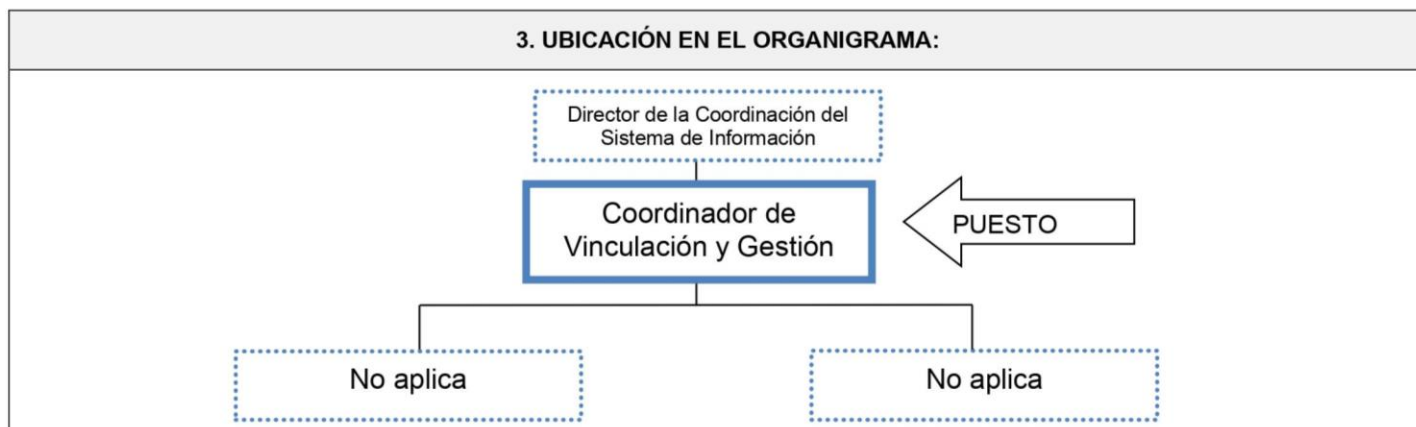 3. UBICACIÓN EN EL ORGANIGRAMA:
Director de la Coordinación del
Sistema de Información
Coordinador de
Vinculación y Gestión
PUESTO
No aplica
No aplica